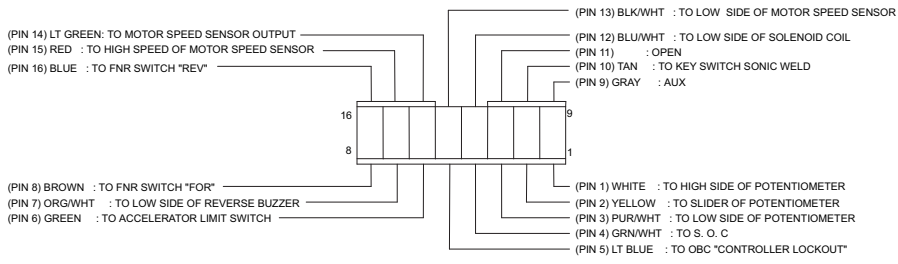 (PIN 13) BLK/WHT : TO LOW SIDE OF MOTOR SPEED SENSOR
(PIN 14) LT GREEN: TO MOTOR SPEED SENSOR OUTPUT
(PIN 12) BLU/WHT : TO LOW SIDE OF SOLENOID COIL
(PIN 15) RED : TO HIGH SPEED OF MOTOR SPEED SENSOR
(PIN 11) : OPEN
(PIN 16) BLUE : TO FNR SWITCH "REV"
(PIN 10) TAN : TO KEY SWITCH SONIC WELD
(PIN 9) GRAY : AUX
16 9
8 1
(PIN 8) BROWN : TO FNR SWITCH "FOR"
(PIN 1) WHITE : TO HIGH SIDE OF POTENTIOMETER
(PIN 7) ORG/WHT : TO LOW SIDE OF REVERSE BUZZER
(PIN 2) YELLOW : TO SLIDER OF POTENTIOMETER
(PIN 6) GREEN : TO ACCELERATOR LIMIT SWITCH
(PIN 3) PUR/WHT : TO LOW SIDE OF POTENTIOMETER
(PIN 4) GRN/WHT : TO S. O. C
(PIN 5) LT BLUE : TO OBC "CONTROLLER LOCKOUT"